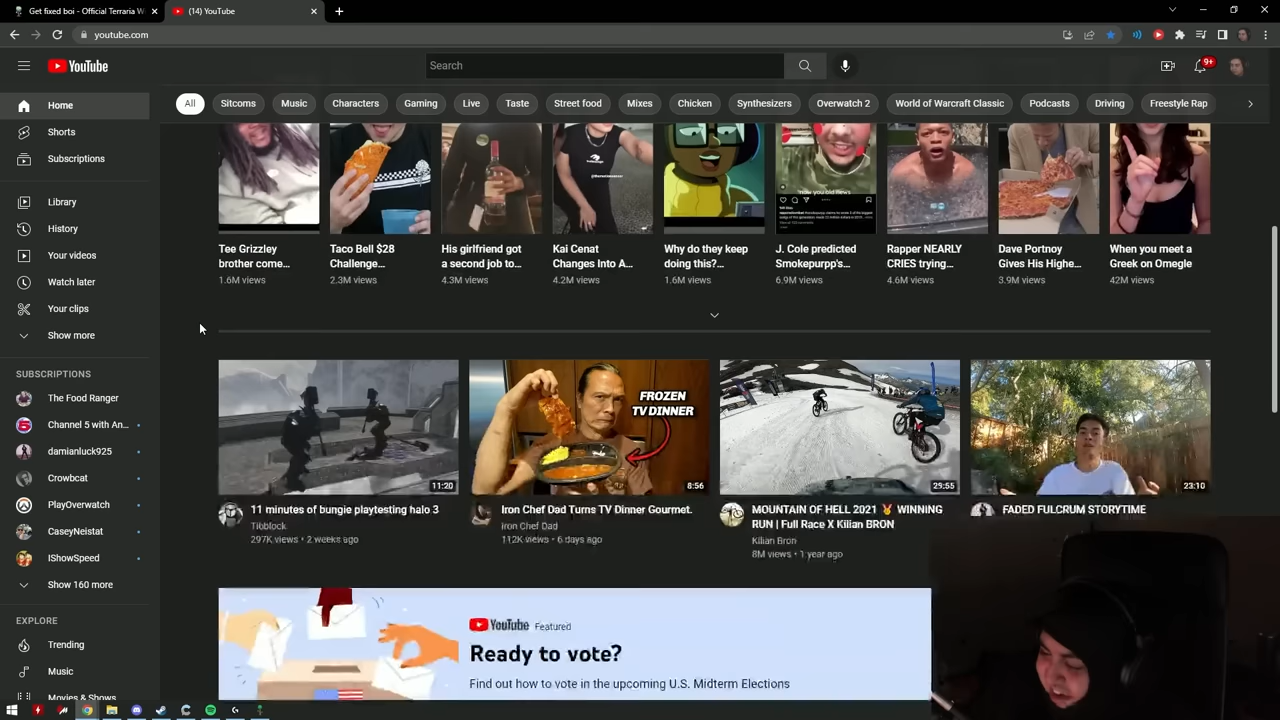 Get fixed boi - Official Terraria W
(14) YouTube
youtube.com
YouTube
Search
9+
All
Sitcoms
Music
Characters
Gaming
Live
Taste
Street food
Mixes
Chicken
Synthesizers
Overwatch 2
World of Warcraft Classic
Podcasts
Driving
Freestyle Rap
Home
Shorts
Subscriptions
Library
History
Your videos
Watch later
Your clips
Show more
SUBSCRIPTIONS
The Food Ranger
Channel 5 with An...
damianluck925
Crowbcat
PlayOverwatch
CaseyNeistat
IShowSpeed
Show 160 more
EXPLORE
Trending
Music
Movies & Shows
Tee Grizzley
brother come...
1.6M views
Taco Bell $28
Challenge...
2.3M views
His girlfriend got
a second job to...
4.3M views
Kai Cenat
Changes Into A...
4.2M views
Why do they keep
doing this?...
1.6M views
J. Cole predicted
Smokepurpp's...
6.9M views
Rapper NEARLY
CRIES trying...
4.6M views
Dave Portnoy
Gives His Highe...
3.9M views
When you meet a
Greek on Omegle
42M views
11:20
11 minutes of bungie playtesting halo 3
Tibblock
297K views • 2 weeks ago
FROZEN
TV DINNER
8:56
Iron Chef Dad Turns TV Dinner Gourmet.
Iron Chef Dad
112K views • 6 days ago
29:55
MOUNTAIN OF HELL 2021 🏅 WINNING
RUN | Full Race X Kilian BRON
Kilian Bron
8M views • 1 year ago
23:10
FADED FULCRUM STORYTIME
YouTube Featured
Ready to vote?
Find out how to vote in the upcoming U.S. Midterm Elections